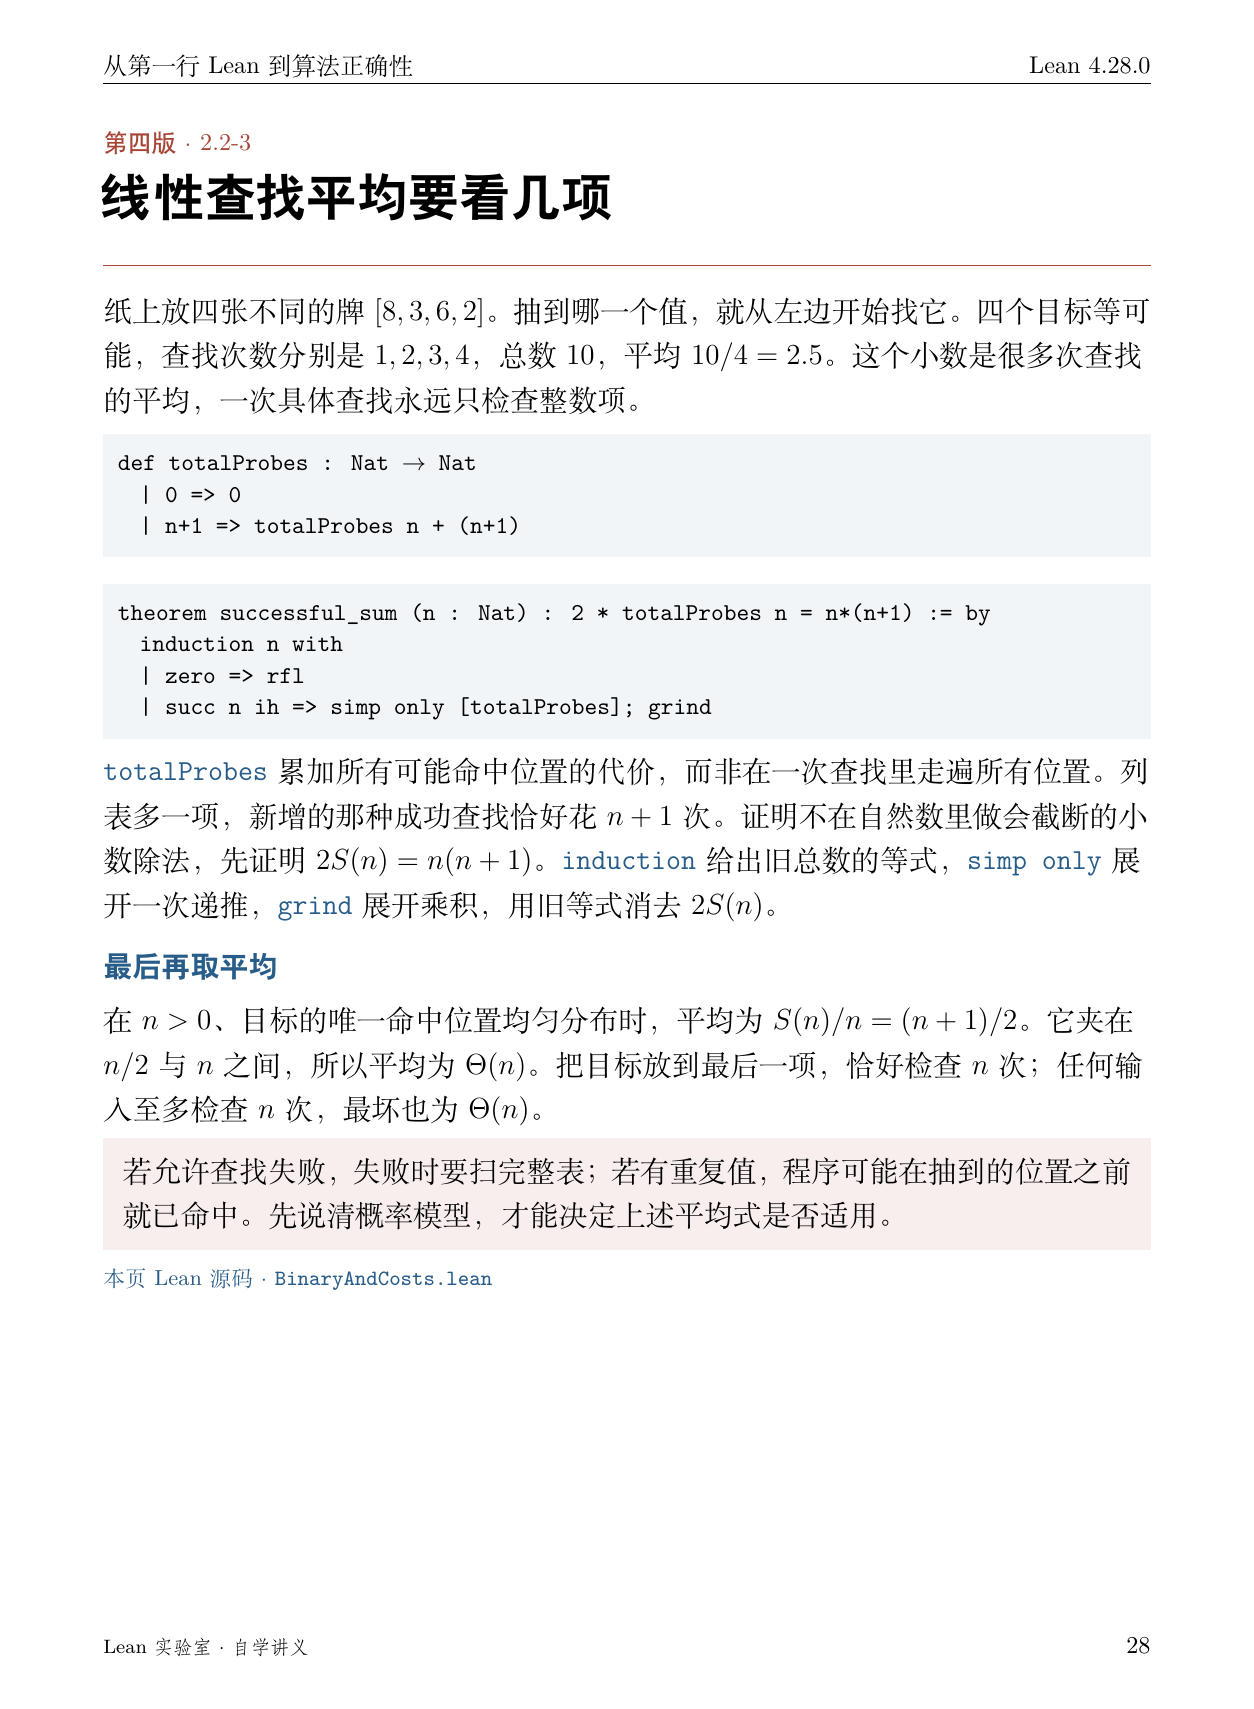 从第一行 Lean 到算法正确性
Lean 4.28.0
第四版 · 2.2-3
线性查找平均要看几项
纸上放四张不同的牌 [8, 3, 6, 2]。抽到哪一个值，就从左边开始找它。四个目标等可
能，查找次数分别是 1, 2, 3, 4，总数 10，平均 10/4 = 2.5。这个小数是很多次查找
的平均，一次具体查找永远只检查整数项。
def totalProbes : Nat → Nat
  | 0 => 0
  | n+1 => totalProbes n + (n+1)
theorem successful_sum (n : Nat) : 2 * totalProbes n = n*(n+1) := by
  induction n with
  | zero => rfl
  | succ n ih => simp only [totalProbes]; grind
totalProbes 累加所有可能命中位置的代价，而非在一次查找里走遍所有位置。列
表多一项，新增的那种成功查找恰好花 n + 1 次。证明不在自然数里做会截断的小
数除法，先证明 2S(n) = n(n + 1)。induction 给出旧总数的等式，simp only 展
开一次递推，grind 展开乘积，用旧等式消去 2S(n)。
最后再取平均
在 n > 0、目标的唯一命中位置均匀分布时，平均为 S(n)/n = (n + 1)/2。它夹在
n/2 与 n 之间，所以平均为 Θ(n)。把目标放到最后一项，恰好检查 n 次；任何输
入至多检查 n 次，最坏也为 Θ(n)。
若允许查找失败，失败时要扫完整表；若有重复值，程序可能在抽到的位置之前
就已命中。先说清概率模型，才能决定上述平均式是否适用。
本页 Lean 源码 · BinaryAndCosts.lean
Lean 实验室 · 自学讲义
28